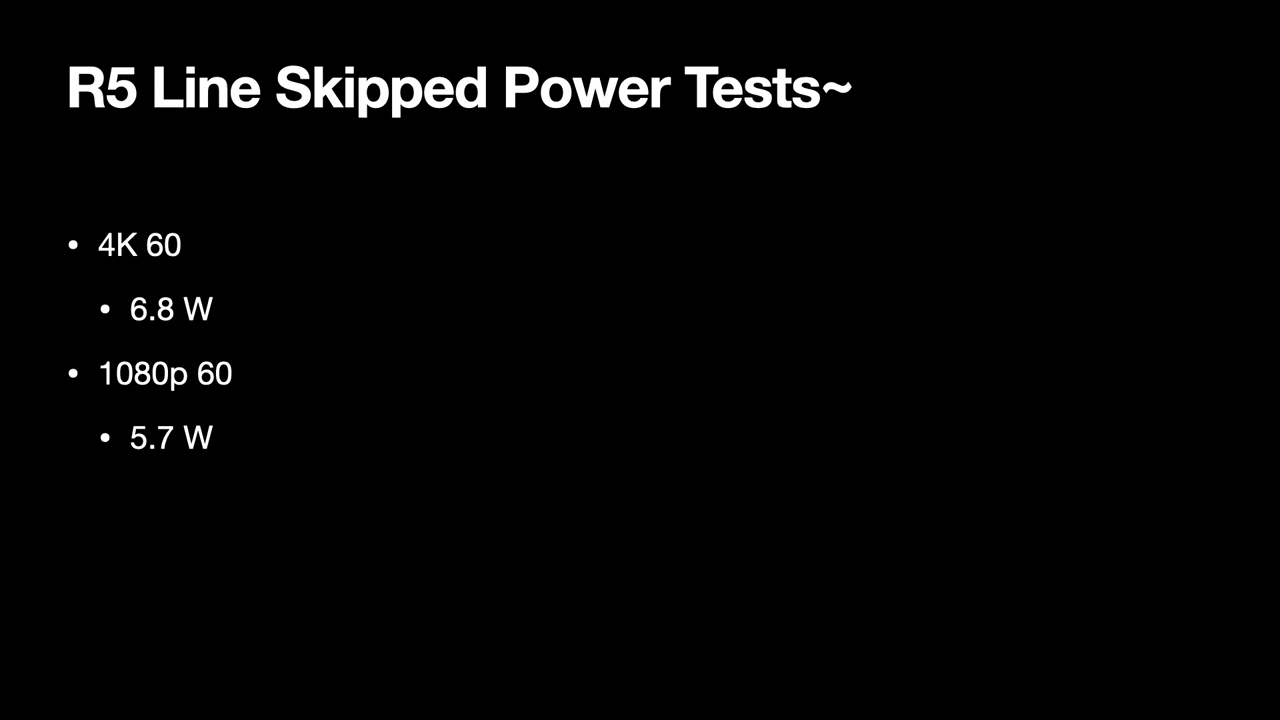 R5 Line Skipped Power Tests~
• 4K 60
• 6.8 W
• 1080p 60
• 5.7 W